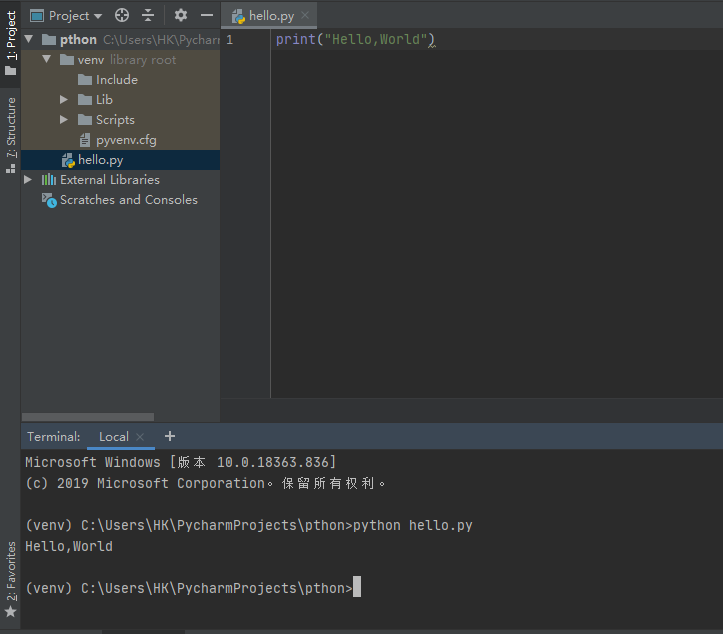 1: Project
7: Structure
2: Favorites
Project
pthon C:\Users\HK\Pycharm
venv library root
Include
Lib
Scripts
pyvenv.cfg
hello.py
External Libraries
Scratches and Consoles
hello.py
1 print("Hello,World")
Terminal: Local +
Microsoft Windows [版本 10.0.18363.836]
(c) 2019 Microsoft Corporation。保留所有权利。
(venv) C:\Users\HK\PycharmProjects\pthon>python hello.py
Hello,World
(venv) C:\Users\HK\PycharmProjects\pthon>